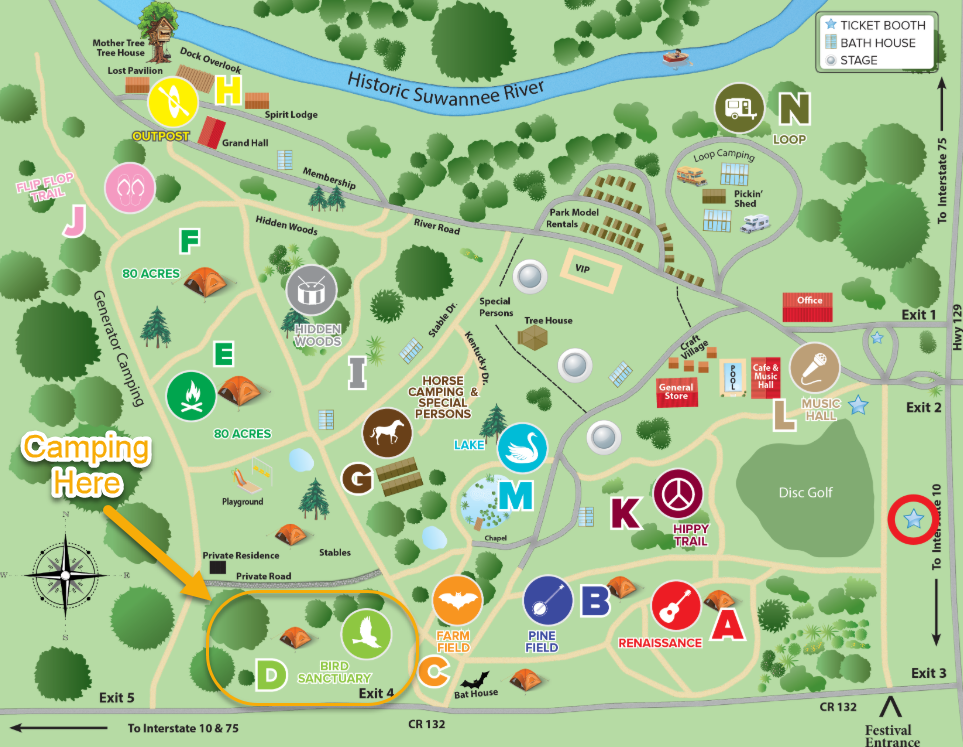 TICKET BOOTH
BATH HOUSE
STAGE
Mother Tree
Tree House
Dock Overlook
Lost Pavilion
Historic Suwannee River
H
OUTPOST
Spirit Lodge
Grand Hall
N
LOOP
Loop Camping
Pickin'
Shed
To Interstate 75
FLIP FLOP
TRAIL
J
Membership
Hidden Woods
River Road
Park Model
Rentals
F
80 ACRES
VIP
Generator Camping
HIDDEN
WOODS
Special
Persons
Stable Dr.
Tree House
Office
Exit 1
Hwy 129
Kentucky Dr.
Craft
Village
E
I
HORSE
CAMPING &
SPECIAL
PERSONS
General
Store
POOL
Cafe &
Music
Hall
MUSIC
HALL
L
Exit 2
80 ACRES
LAKE
Camping
Here
G
M
K
HIPPY
TRAIL
Disc Golf
Playground
Chapel
To Interstate 10
N
W
R
S
Private Residence
Stables
Private Road
FARM
FIELD
C
PINE
FIELD
B
RENAISSANCE
A
D
BIRD
SANCTUARY
Exit 4
Bat House
Exit 3
Exit 5
CR 132
CR 132
To Interstate 10 & 75
Festival
Entrance